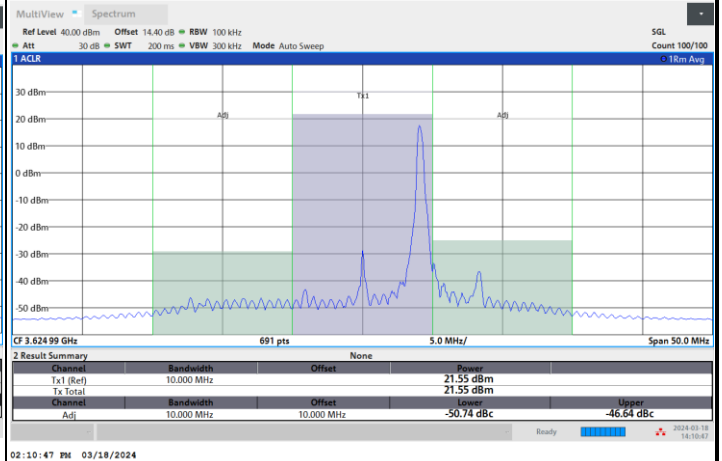 MultiView Spectrum
Ref Level 40.00 dBm Offset 14.40 dB RBW 100 kHz SGL
Att 30 dB SWT 200 ms VBW 300 kHz Mode Auto Sweep Count 100/100
1 ACLR 1Rm Avg
Tx1
30 dBm
Adj Adj
20 dBm
10 dBm
0 dBm
-10 dBm
-20 dBm
-30 dBm
-40 dBm
-50 dBm
CF 3.624 99 GHz 691 pts 5.0 MHz/ Span 50.0 MHz
2 Result Summary None
Channel Bandwidth Offset Power
Tx1 (Ref) 10.000 MHz 21.55 dBm
Tx Total 21.55 dBm
Channel Bandwidth Offset Lower Upper
Adj 10.000 MHz 10.000 MHz -50.74 dBc -46.64 dBc
Ready 2024-03-18
14:10:47
02:10:47 PM 03/18/2024